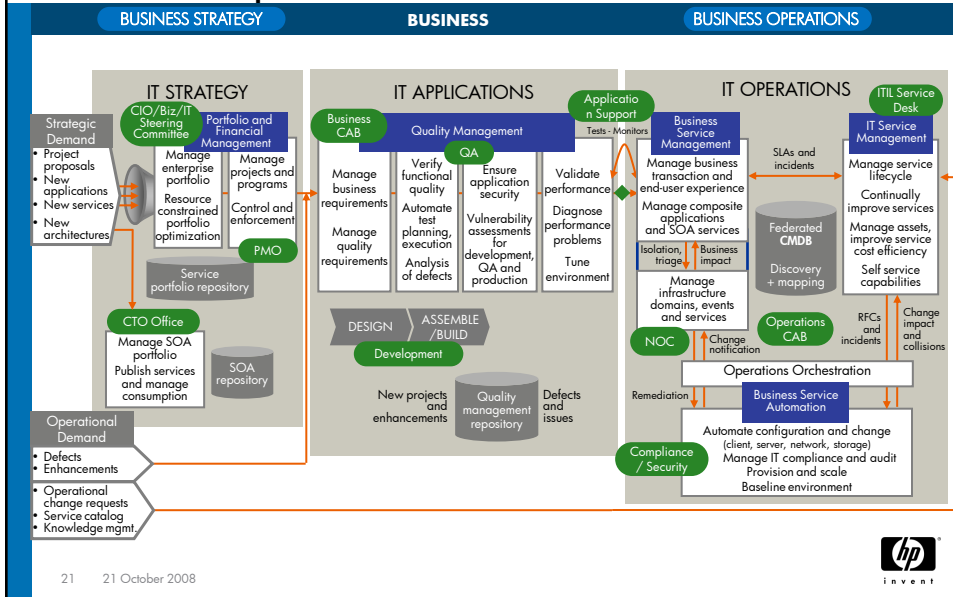 BUSINESS STRATEGY
BUSINESS
BUSINESS OPERATIONS
IT STRATEGY
CIO/Biz/IT
Steering
Committee
Portfolio and
Financial
Management
Strategic
Demand
• Project
proposals
• New
applications
• New services
• New
architectures
Manage
enterprise
portfolio
Resource
constrained
portfolio
optimization
Manage
projects and
programs
Control and
enforcement
PMO
Service
portfolio repository
CTO Office
Manage SOA
portfolio
Publish services
and manage
consumption
SOA
repository
Operational
Demand
• Defects
• Enhancements
• Operational
change requests
• Service catalog
• Knowledge mgmt.
IT APPLICATIONS
Business
CAB
Quality Management
QA
Manage
business
requirements
Manage
quality
requirements
Verify
functional
quality
Automate
test
planning,
execution
Analysis
of defects
Ensure
application
security
Vulnerability
assessments
for
development,
QA and
production
Validate
performance
Diagnose
performance
problems
Tune
environment
DESIGN
ASSEMBLE
/BUILD
Development
New projects
and
enhancements
Quality
management
repository
Defects
and
issues
Applicatio
n Support
Tests - Monitors
IT OPERATIONS
ITIL Service
Desk
Business
Service
Management
IT Service
Management
Manage business
transaction and
end-user experience
Manage composite
applications
and SOA services
SLAs and
incidents
Manage service
lifecycle
Continually
improve services
Manage assets,
improve service
cost efficiency
Self service
capabilities
Federated
CMDB
Discovery
+ mapping
Isolation,
triage
Business
impact
Manage
infrastructure
domains, events
and services
NOC
Change
notification
Operations
CAB
RFCs
and
incidents
Change
impact
and
collisions
Operations Orchestration
Remediation
Business Service
Automation
Automate configuration and change
(client, server, network, storage)
Manage IT compliance and audit
Provision and scale
Baseline environment
Compliance
/ Security
hp
invent
21
21 October 2008